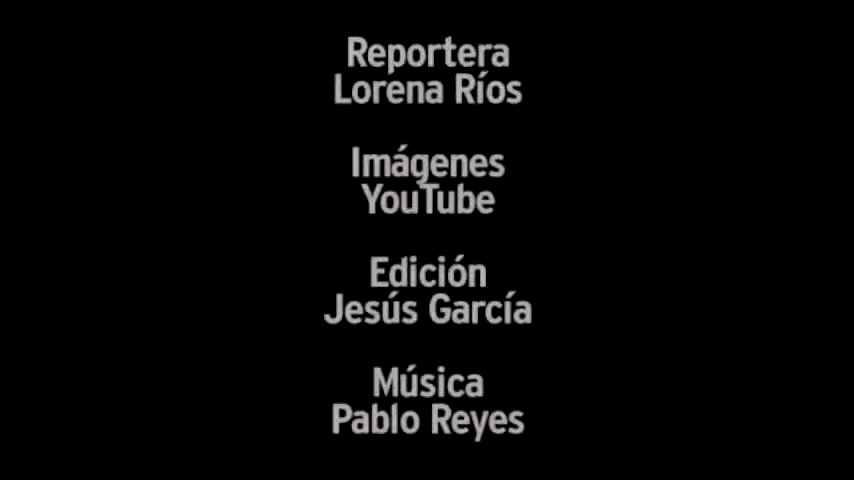 Reportera
Lorena Ríos
Imágenes
YouTube
Edición
Jesús García
Música
Pablo Reyes